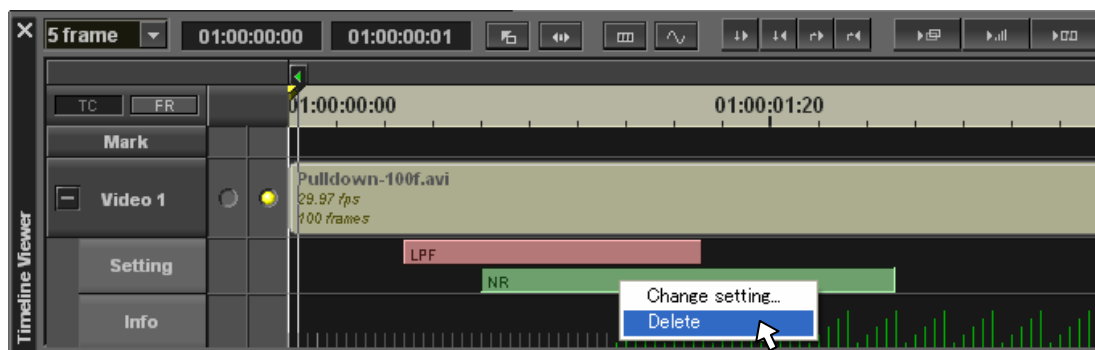 5 frame
01:00:00:00
01:00:00:01
TC
FR
01:00:00:00
01:00:01:20
Mark
Video 1
Pulldown-100f.avi
29.97 fps
100 frames
Timeline Viewer
Setting
LPF
NR
Change setting...
Delete
Info